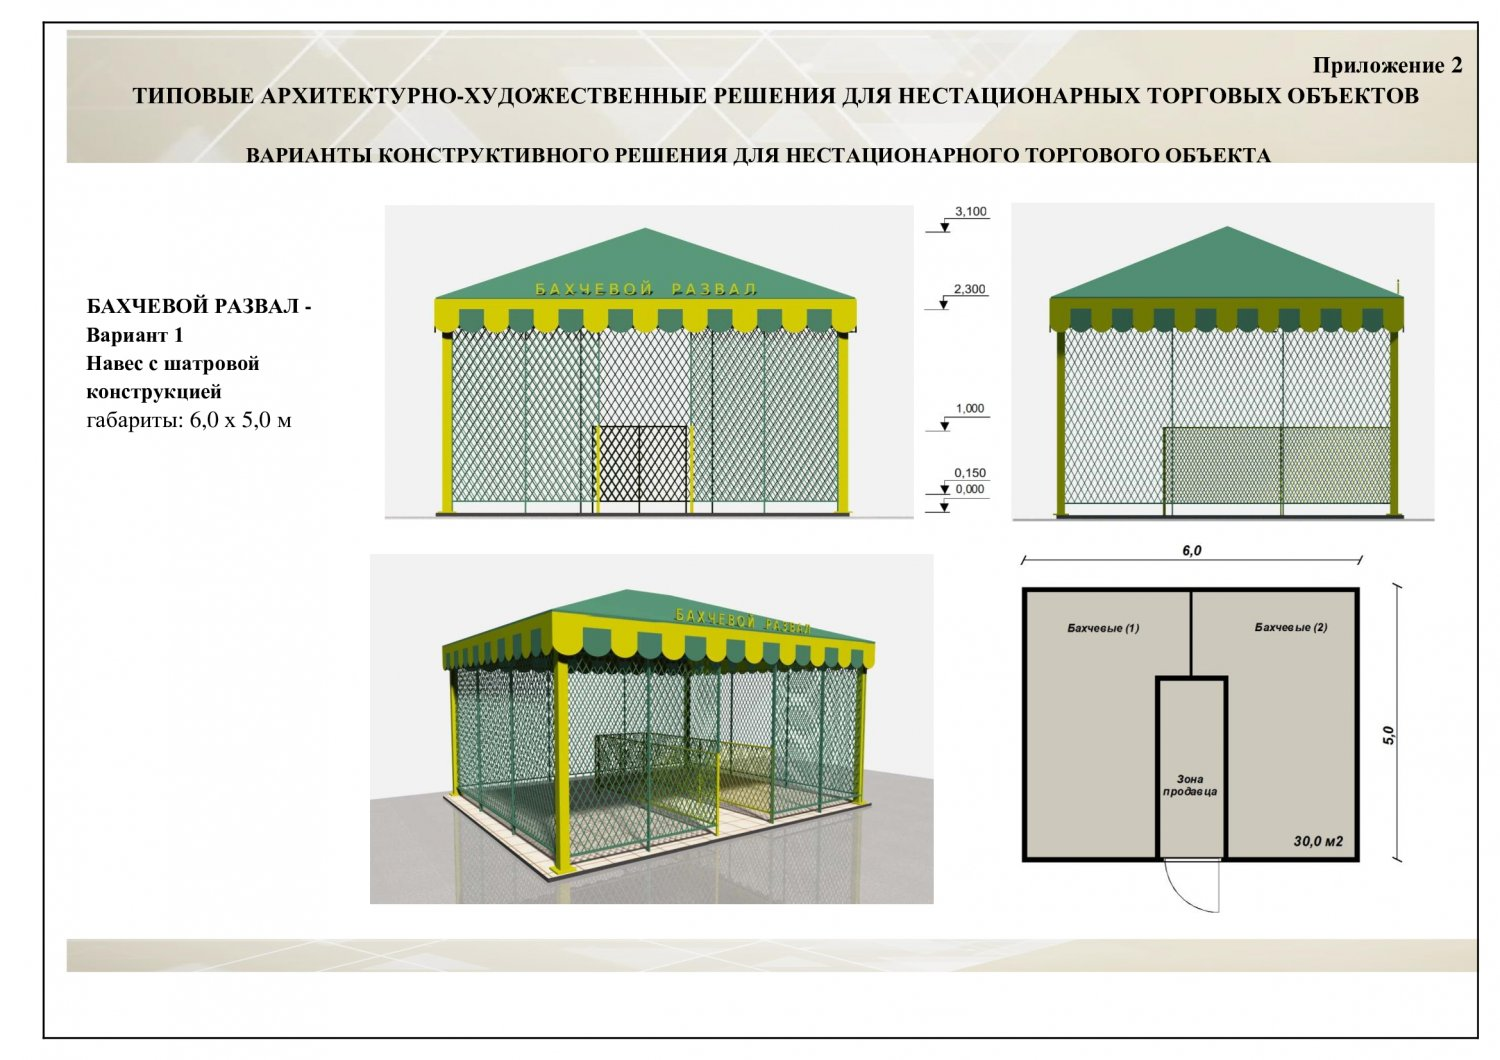 Приложение 2
ТИПОВЫЕ АРХИТЕКТУРНО-ХУДОЖЕСТВЕННЫЕ РЕШЕНИЯ ДЛЯ НЕСТАЦИОНАРНЫХ ТОРГОВЫХ ОБЪЕКТОВ
ВАРИАНТЫ КОНСТРУКТИВНОГО РЕШЕНИЯ ДЛЯ НЕСТАЦИОНАРНОГО ТОРГОВОГО ОБЪЕКТА
БАХЧЕВОЙ РАЗВАЛ -
Вариант 1
Навес с шатровой
конструкцией
габариты: 6,0 х 5,0 м
БАХЧЕВОЙ РАЗВАЛ
3,100
2,300
1,000
0,150
0,000
БАХЧЕВОЙ РАЗВАЛ
6,0
Бахчевые (1)
Бахчевые (2)
5,0
Зона
продавца
30,0 м2